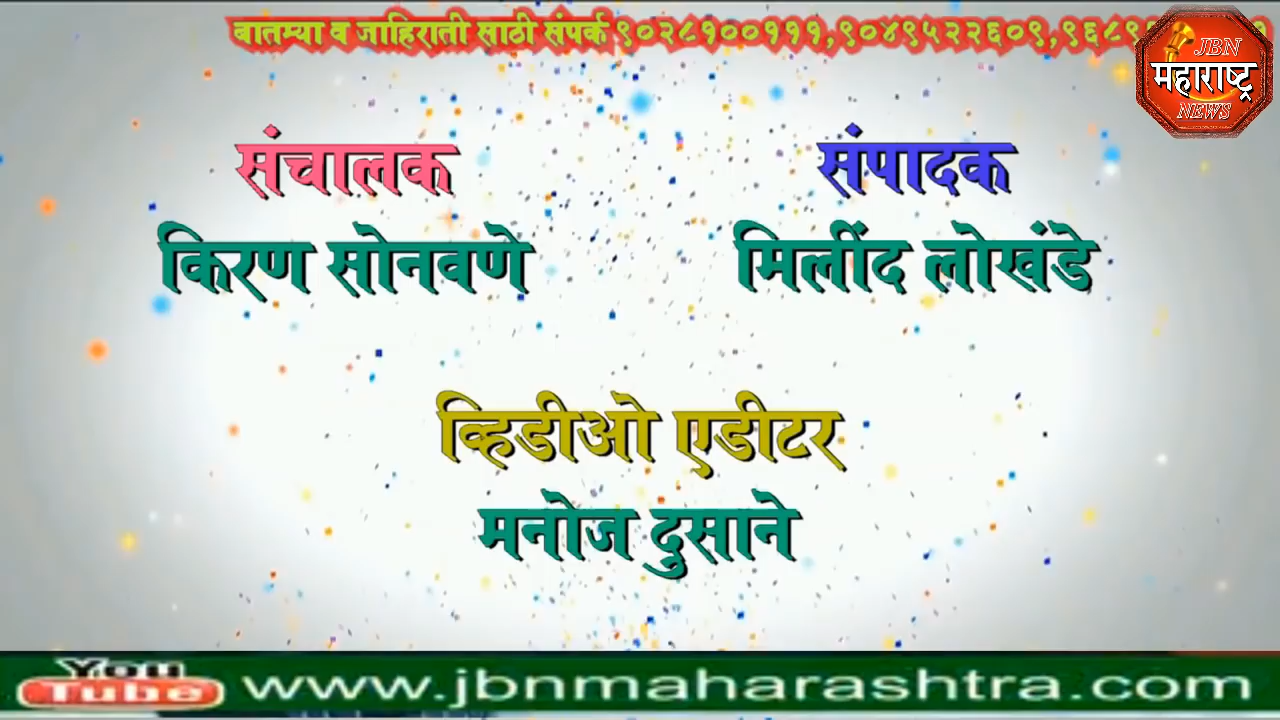 बातम्या व जाहिराती साठी संपर्क ९०२८१००१११,९०४९५२२६०९,९६८९
JBN
महाराष्ट्र
NEWS
संचालक
संपादक
किरण सोनवणे
मिलींद लोखंडे
व्हिडीओ एडीटर
मनोज दुसाने
You
Tube
www.jbnmaharashtra.com